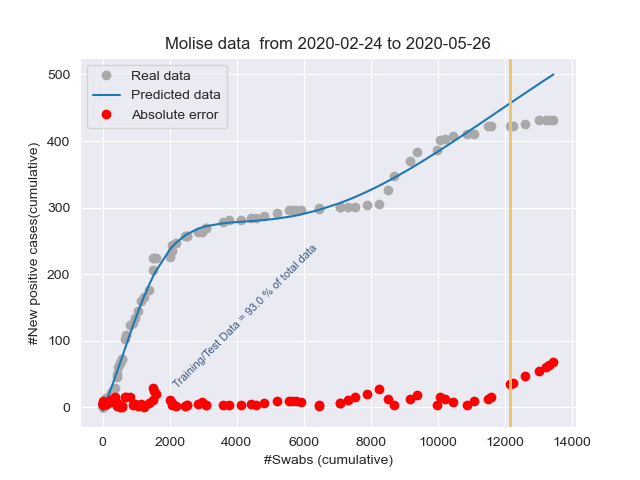 Molise data  from 2020-02-24 to 2020-05-26
Real data
Predicted data
Absolute error
#New positive cases(cumulative)
500
400
300
200
100
0
Training/Test Data = 93.0 % of total data
0 2000 4000 6000 8000 10000 12000 14000
#Swabs (cumulative)